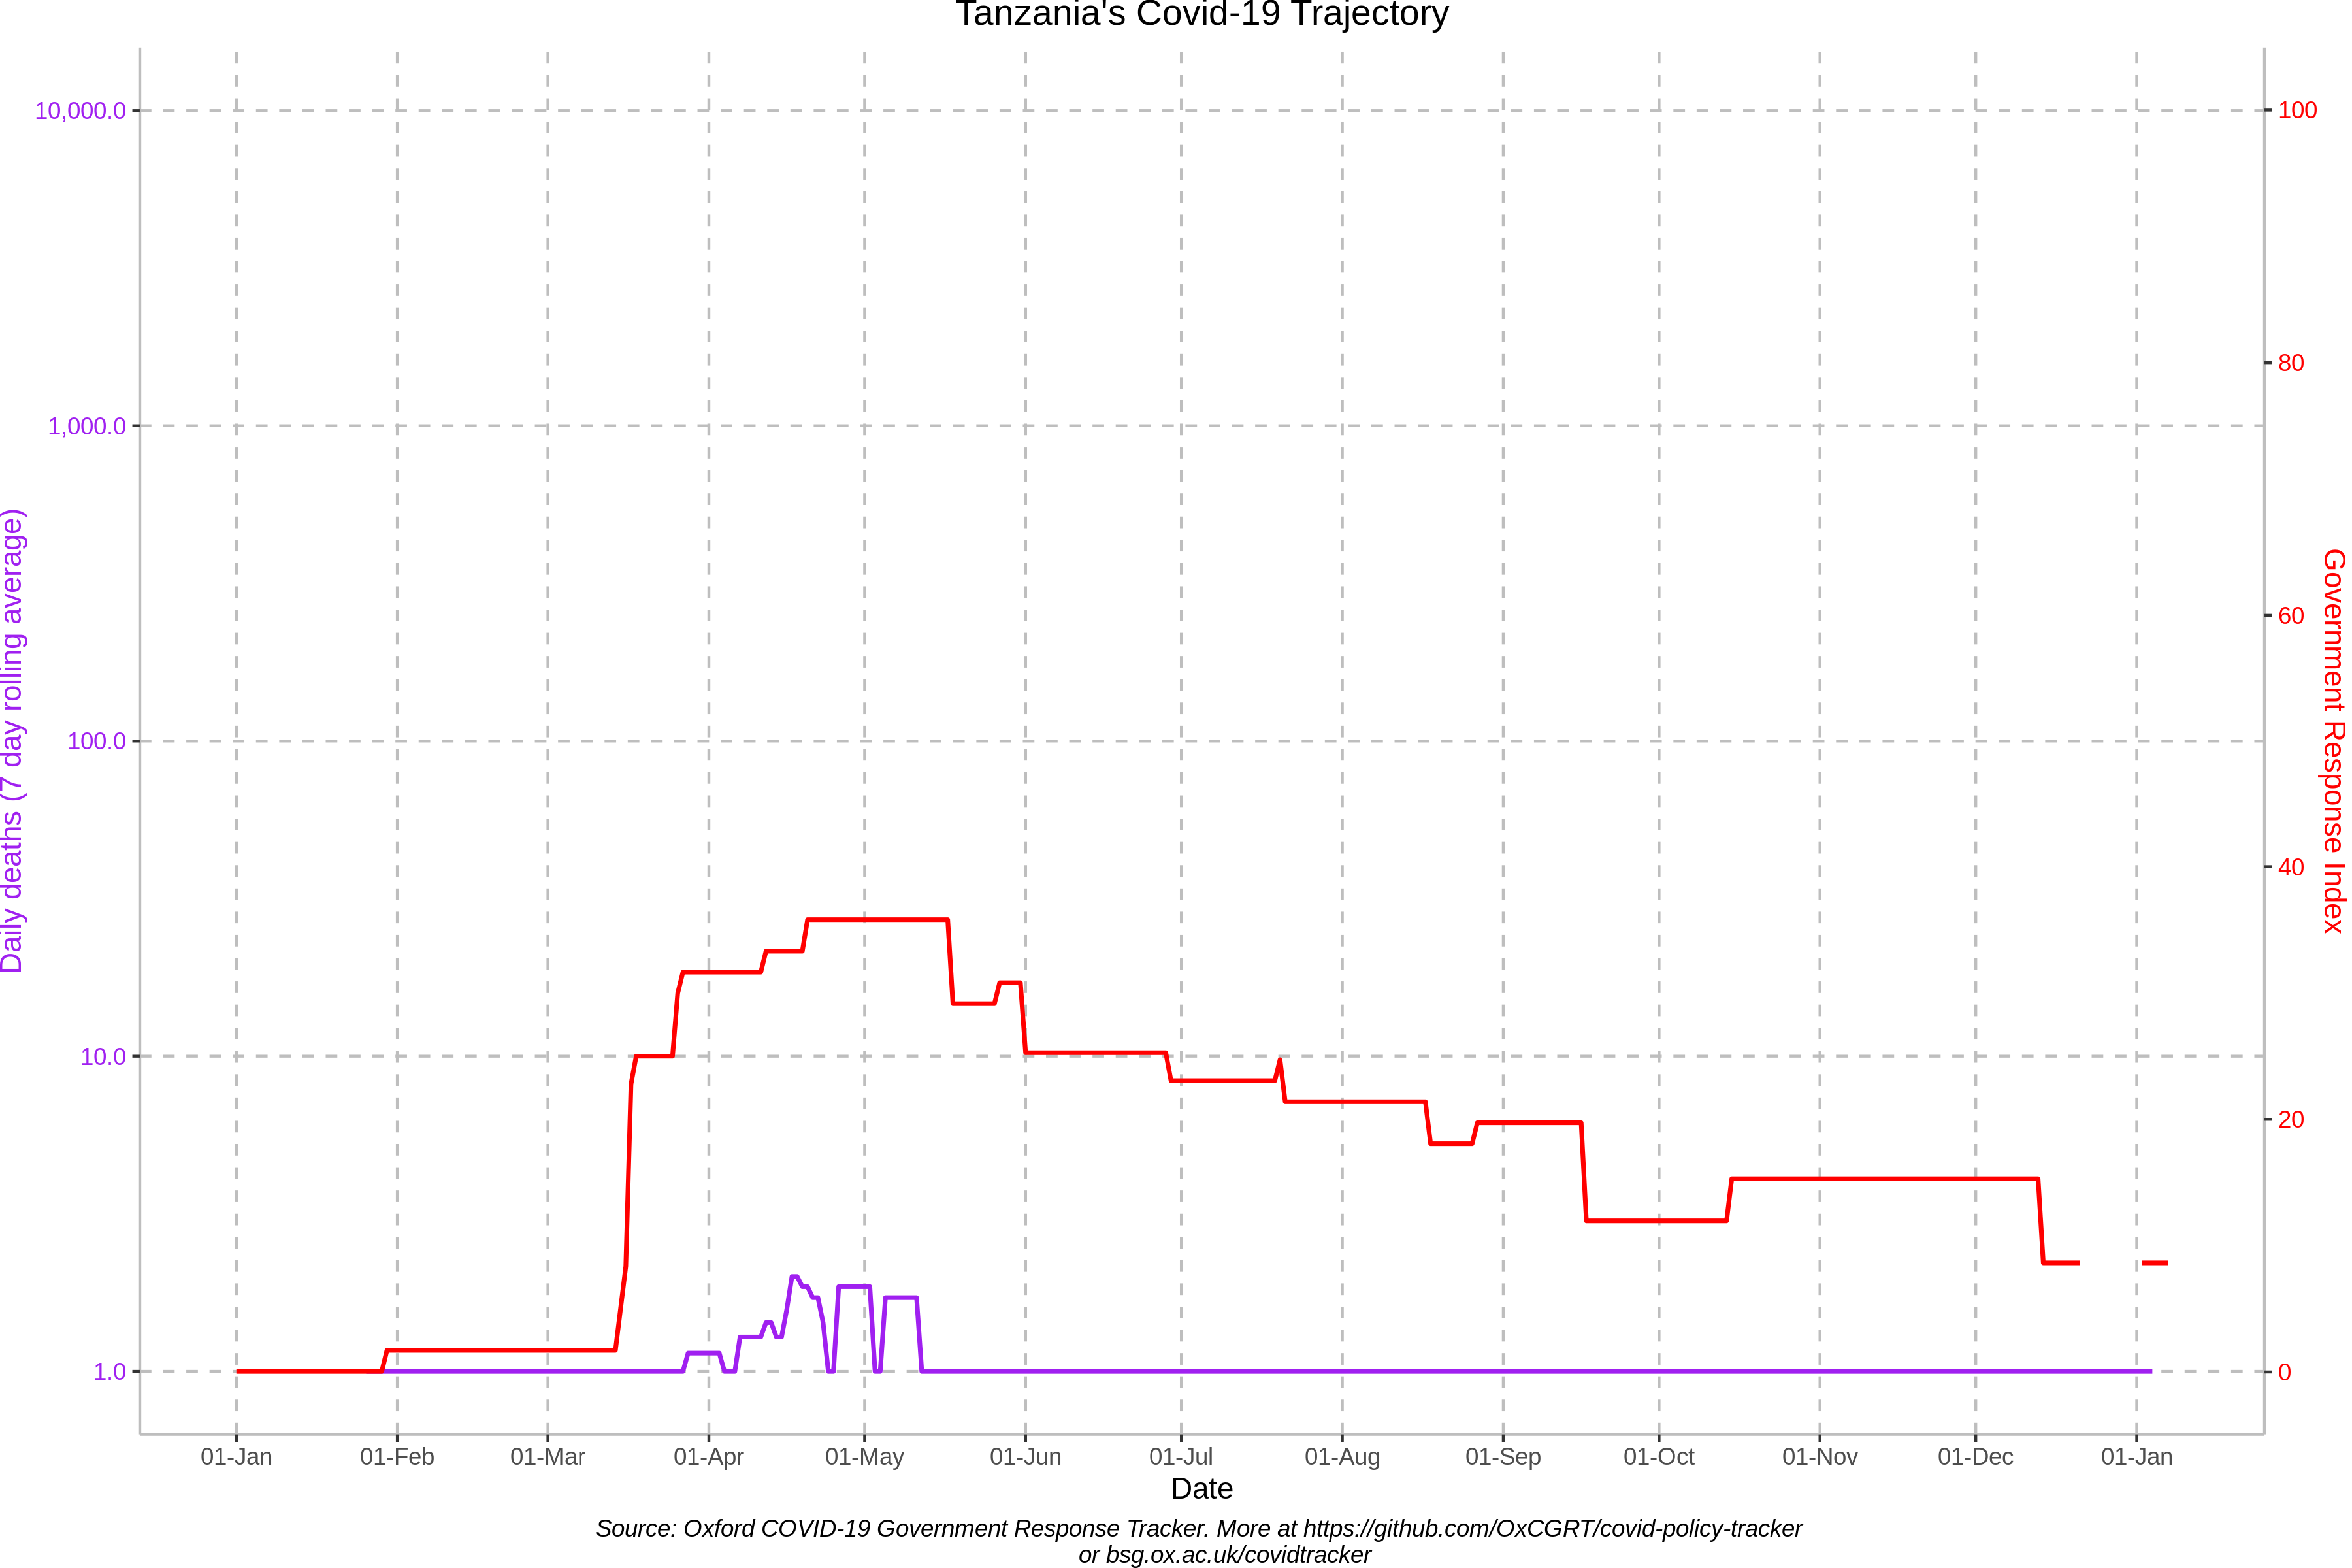 Tanzania's Covid-19 Trajectory
10,000.0
1,000.0
100.0
10.0
1.0
Daily deaths (7 day rolling average)
100
80
60
40
20
0
Government Response Index
01-Jan 01-Feb 01-Mar 01-Apr 01-May 01-Jun 01-Jul 01-Aug 01-Sep 01-Oct 01-Nov 01-Dec 01-Jan
Date
Source: Oxford COVID-19 Government Response Tracker. More at https://github.com/OxCGRT/covid-policy-tracker
or bsg.ox.ac.uk/covidtracker